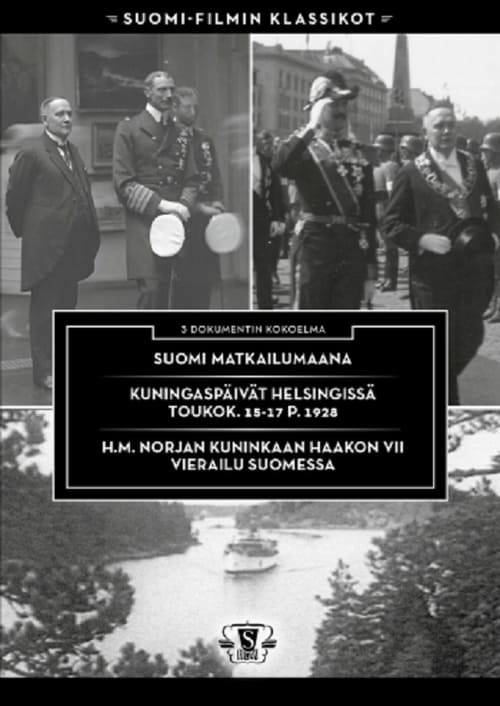 SUOMI-FILMIN KLASSIKOT
3 DOKUMENTIN KOKOELMA
SUOMI MATKAILUMAANA
KUNINGASPÄIVÄT HELSINGISSÄ
TOUKOK. 15-17 P. 1928
H.M. NORJAN KUNINKAAN HAAKON VII
VIERAILU SUOMESSA
S